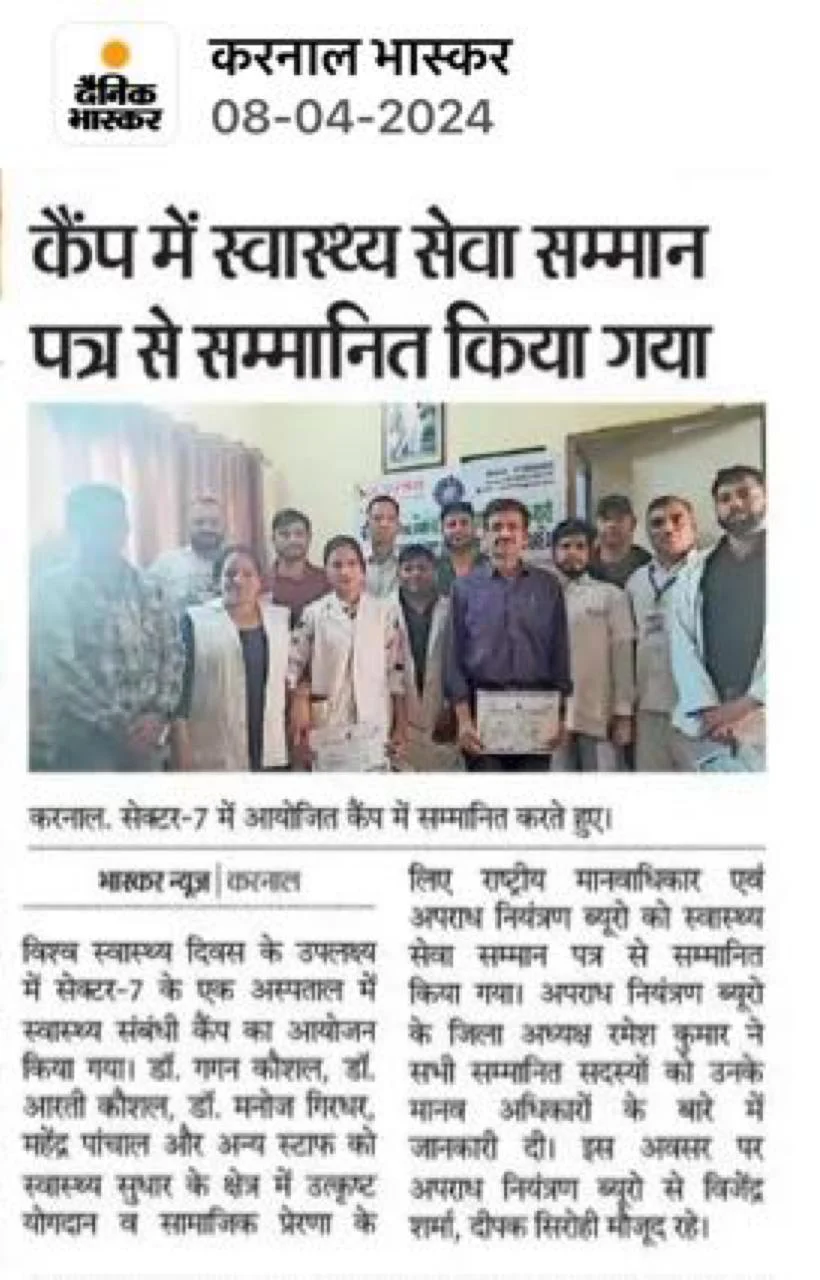 दैनिक
भास्कर
करनाल भास्कर
08-04-2024
कैंप में स्वास्थ्य सेवा सम्मान
पत्र से सम्मानित किया गया
करनाल. सेक्टर-7 में आयोजित कैंप में सम्मानित करते हुए।
भास्कर न्यूज | करनाल
विश्व स्वास्थ्य दिवस के उपलक्ष्य
में सेक्टर-7 के एक अस्पताल में
स्वास्थ्य संबंधी कैंप का आयोजन
किया गया। डॉ. गगन कौशल, डॉ.
आरती कौशल, डॉ. मनोज गिरधर,
महेंद्र पांचाल और अन्य स्टाफ को
स्वास्थ्य सुधार के क्षेत्र में उत्कृष्ट
योगदान व सामाजिक प्रेरणा के
लिए राष्ट्रीय मानवाधिकार एवं
अपराध नियंत्रण ब्यूरो को स्वास्थ्य
सेवा सम्मान पत्र से सम्मानित
किया गया। अपराध नियंत्रण ब्यूरो
के जिला अध्यक्ष रमेश कुमार ने
सभी सम्मानित सदस्यों को उनके
मानव अधिकारों के बारे में
जानकारी दी। इस अवसर पर
अपराध नियंत्रण ब्यूरो से विजेंद्र
शर्मा, दीपक सिरोही मौजूद रहे।